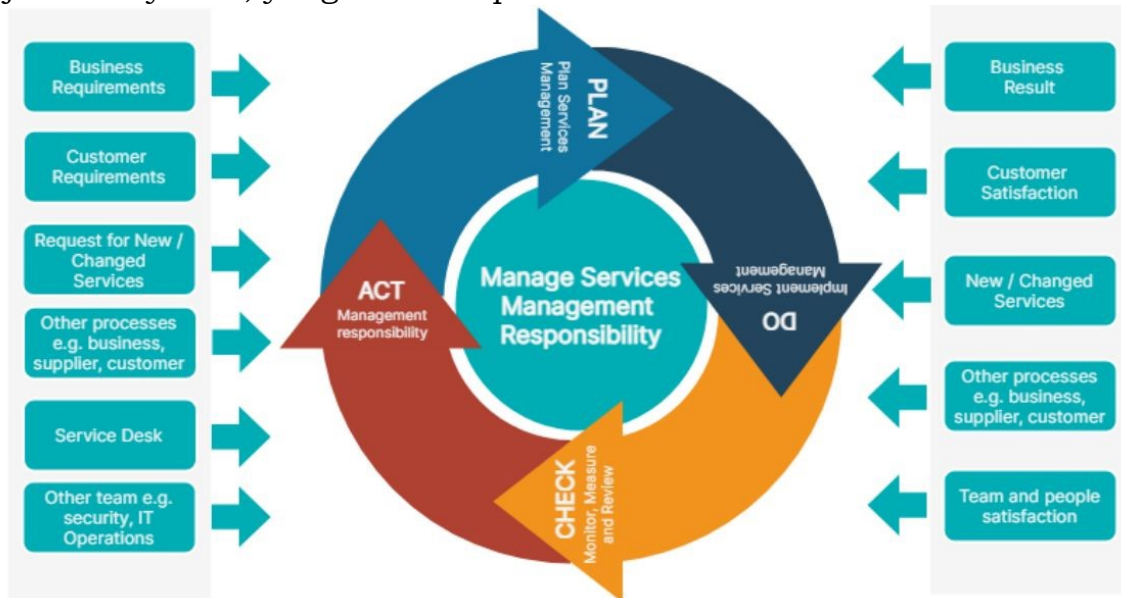 Business
Requirements
Customer
Requirements
Request for New /
Changed
Services
Other processes
e.g. business,
supplier, customer
Service Desk
Other team e.g.
security, IT
Operations
PLAN
Plan Services
Management
DO
Implement Services
Management
CHECK
Monitor, Measure
and Review
ACT
Management
responsibility
Manage Services
Management
Responsibility
Business
Result
Customer
Satisfaction
New / Changed
Services
Other processes
e.g. business,
supplier, customer
Team and people
satisfaction